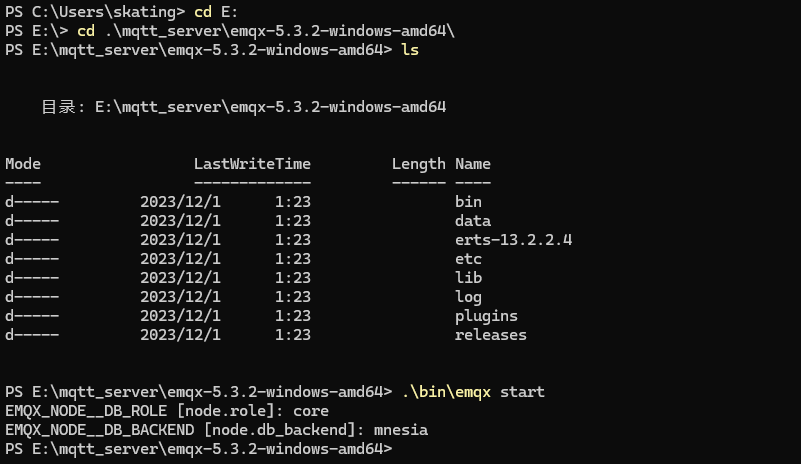 PS C:\Users\skating> cd E:
PS E:\> cd .\mqtt_server\emqx-5.3.2-windows-amd64\
PS E:\mqtt_server\emqx-5.3.2-windows-amd64> ls
目录: E:\mqtt_server\emqx-5.3.2-windows-amd64
Mode LastWriteTime Length Name
---- ------------- ------ ----
d----- 2023/12/1 1:23 bin
d----- 2023/12/1 1:23 data
d----- 2023/12/1 1:23 erts-13.2.2.4
d----- 2023/12/1 1:23 etc
d----- 2023/12/1 1:23 lib
d----- 2023/12/1 1:23 log
d----- 2023/12/1 1:23 plugins
d----- 2023/12/1 1:23 releases
PS E:\mqtt_server\emqx-5.3.2-windows-amd64> .\bin\emqx start
EMQX_NODE__DB_ROLE [node.role]: core
EMQX_NODE__DB_BACKEND [node.db_backend]: mnesia
PS E:\mqtt_server\emqx-5.3.2-windows-amd64>